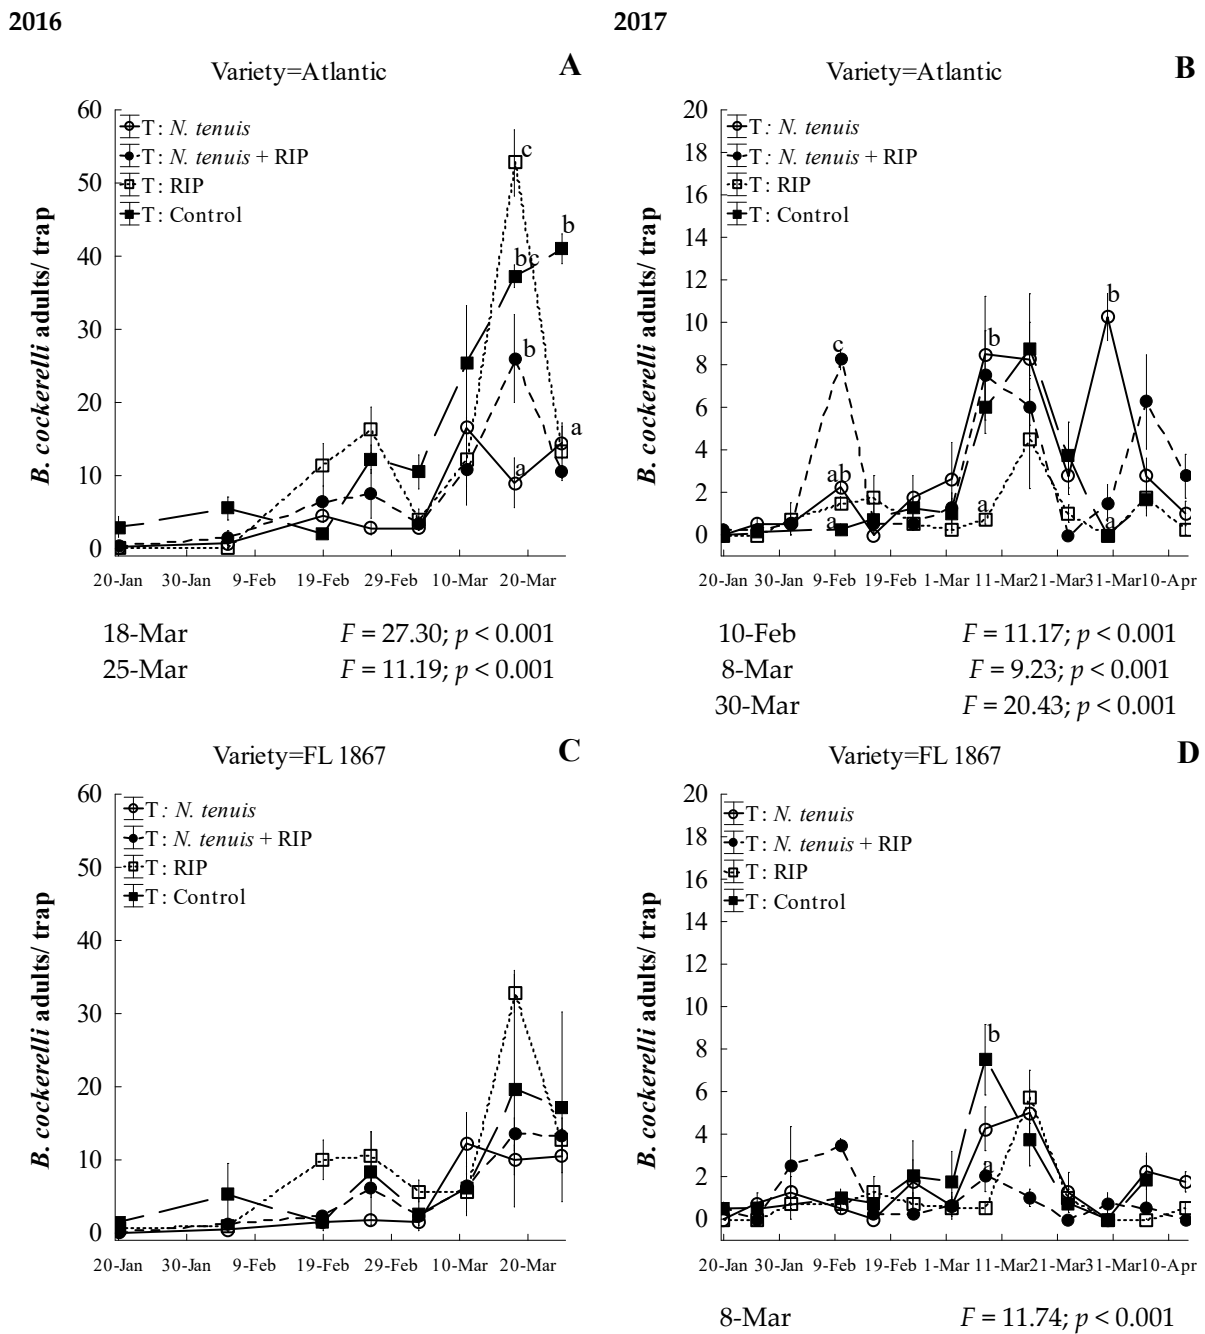 2016
2017
Variety=Atlantic
A
60
50
40
30
20
10
0
B. cockerelli adults/ trap
T: N. tenuis
T: N. tenuis + RIP
T: RIP
T: Control
c
b
bc
b
a
a
20-Jan 30-Jan 9-Feb 19-Feb 29-Feb 10-Mar 20-Mar
18-Mar F = 27.30; p < 0.001
25-Mar F = 11.19; p < 0.001
Variety=Atlantic
B
20
18
16
14
12
10
8
6
4
2
0
B. cockerelli adults/ trap
T: N. tenuis
T: N. tenuis + RIP
T: RIP
T: Control
c
ab
a
b
a
b
a
20-Jan 30-Jan 9-Feb 19-Feb 1-Mar 11-Mar 21-Mar 31-Mar 10-Apr
10-Feb F = 11.17; p < 0.001
8-Mar F = 9.23; p < 0.001
30-Mar F = 20.43; p < 0.001
Variety=FL 1867
C
60
50
40
30
20
10
0
B. cockerelli adults/ trap
T: N. tenuis
T: N. tenuis + RIP
T: RIP
T: Control
20-Jan 30-Jan 9-Feb 19-Feb 29-Feb 10-Mar 20-Mar
Variety=FL 1867
D
20
18
16
14
12
10
8
6
4
2
0
B. cockerelli adults/ trap
T: N. tenuis
T: N. tenuis + RIP
T: RIP
T: Control
b
a
20-Jan 30-Jan 9-Feb 19-Feb 1-Mar 11-Mar 21-Mar 31-Mar 10-Apr
8-Mar F = 11.74; p < 0.001